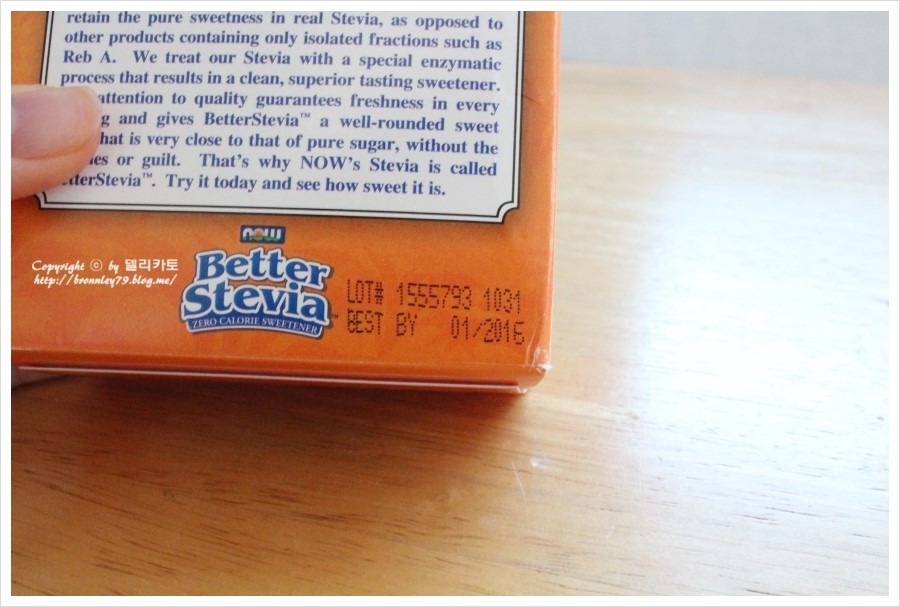 retain the pure sweetness in real Stevia, as opposed to
other products containing only isolated fractions such as
Reb A. We treat our Stevia with a special enzymatic
process that results in a clean, superior tasting sweetener.
attention to quality guarantees freshness in every
g and gives BetterStevia™ a well-rounded sweet
hat is very close to that of pure sugar, without the
es or guilt. That's why NOW's Stevia is called
tterStevia™. Try it today and see how sweet it is.
NOW
Better
Stevia™
ZERO CALORIE SWEETENER
LOT# 1555793 1031
BEST BY 01/2016
Copyright ⓒ by 델리카토
http://bronnley79.blog.me/